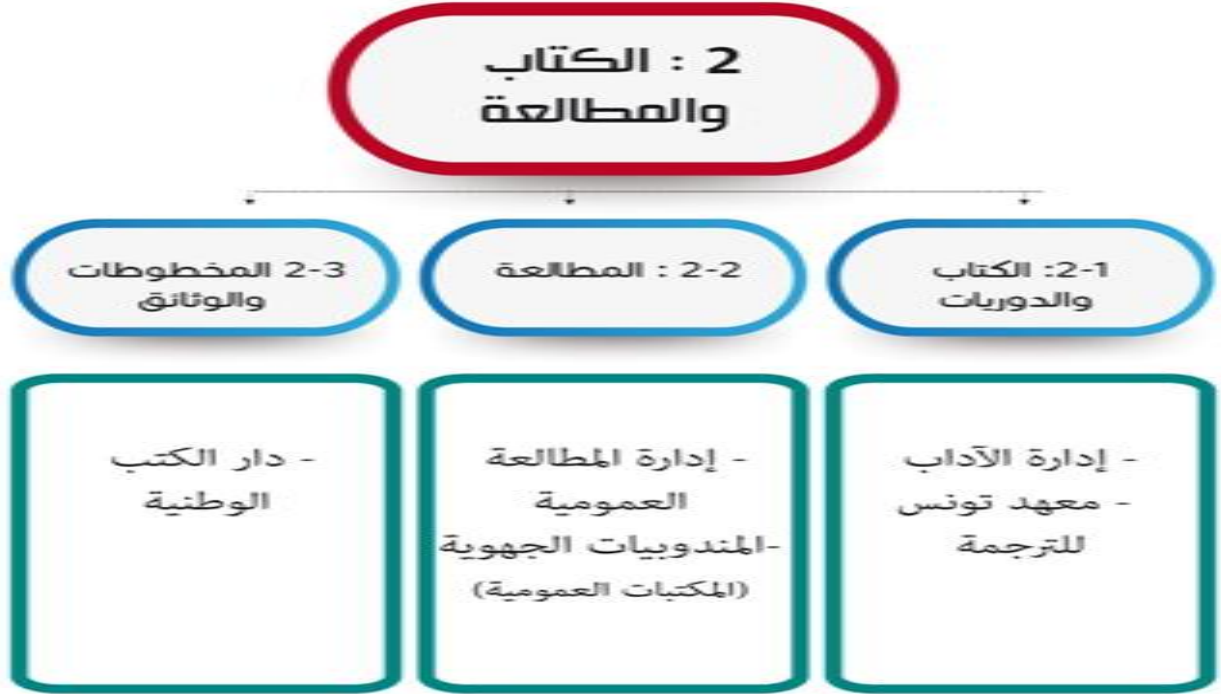 2 : الكتاب
والمطالعة
2-1: الكتاب
والدوريات
2-2 : المطالعة
2-3 المخطوطات
والوثائق
- إدارة الآداب
- معهد تونس
للترجمة
- إدارة المطالعة
العمومية
-المندوبيات الجهوية
(المكتبات العمومية)
- دار الكتب
الوطنية